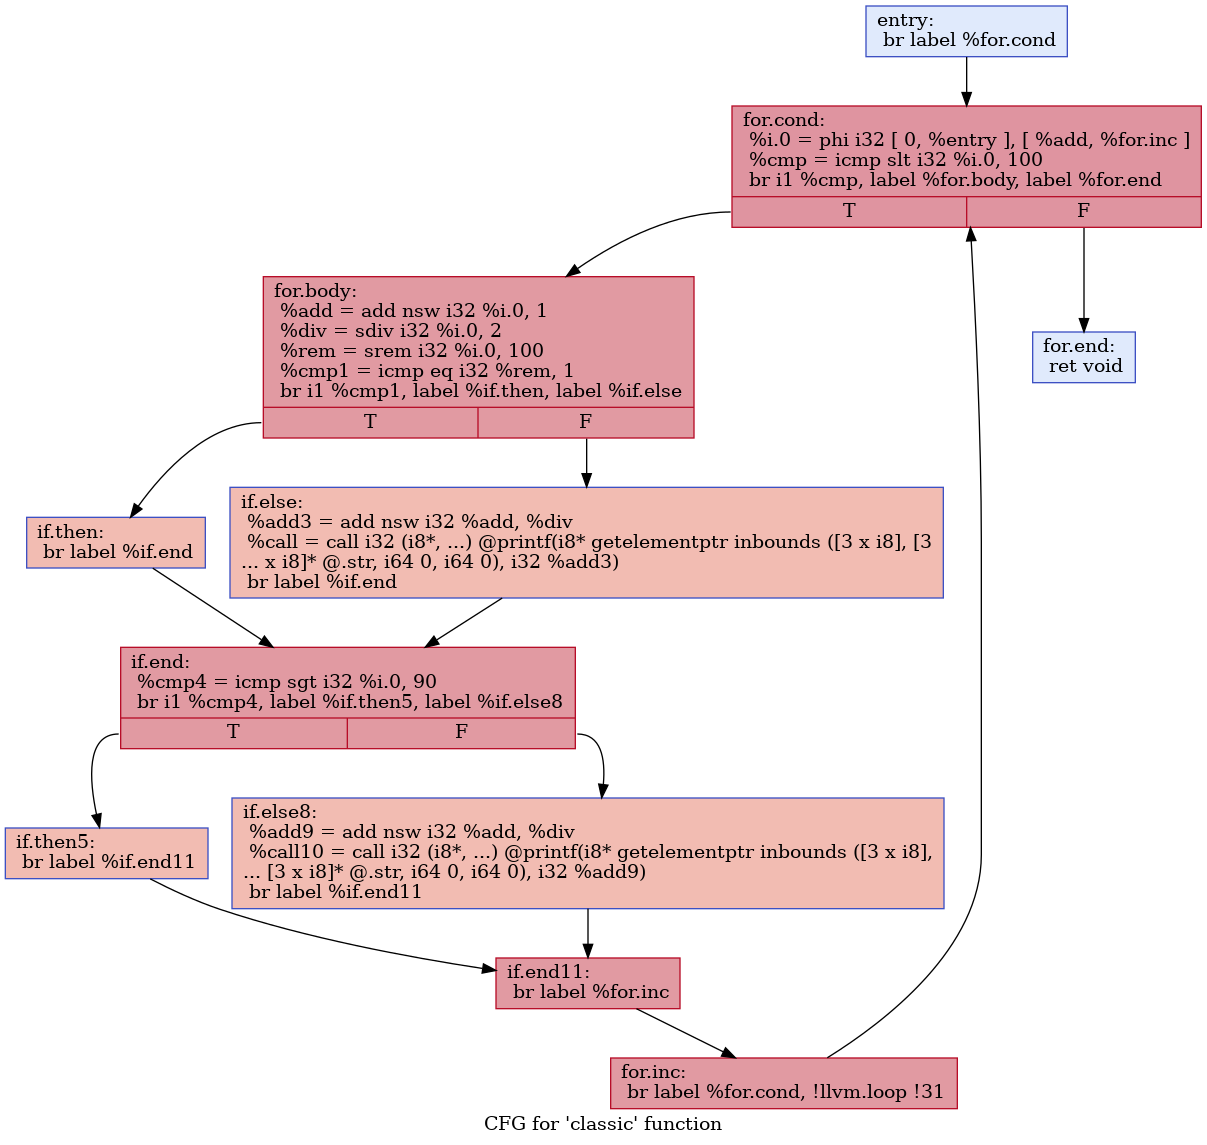 entry:
br label %for.cond
for.cond:
%i.0 = phi i32 [ 0, %entry ], [ %add, %for.inc ]
%cmp = icmp slt i32 %i.0, 100
br i1 %cmp, label %for.body, label %for.end
T
F
for.body:
%add = add nsw i32 %i.0, 1
%div = sdiv i32 %i.0, 2
%rem = srem i32 %i.0, 100
%cmp1 = icmp eq i32 %rem, 1
br i1 %cmp1, label %if.then, label %if.else
T
F
for.end:
ret void
if.then:
br label %if.end
if.else:
%add3 = add nsw i32 %add, %div
%call = call i32 (i8*, ...) @printf(i8* getelementptr inbounds ([3 x i8], [3
... x i8]* @.str, i64 0, i64 0), i32 %add3)
br label %if.end
if.end:
%cmp4 = icmp sgt i32 %i.0, 90
br i1 %cmp4, label %if.then5, label %if.else8
T
F
if.then5:
br label %if.end11
if.else8:
%add9 = add nsw i32 %add, %div
%call10 = call i32 (i8*, ...) @printf(i8* getelementptr inbounds ([3 x i8],
... [3 x i8]* @.str, i64 0, i64 0), i32 %add9)
br label %if.end11
if.end11:
br label %for.inc
for.inc:
br label %for.cond, !llvm.loop !31
CFG for 'classic' function